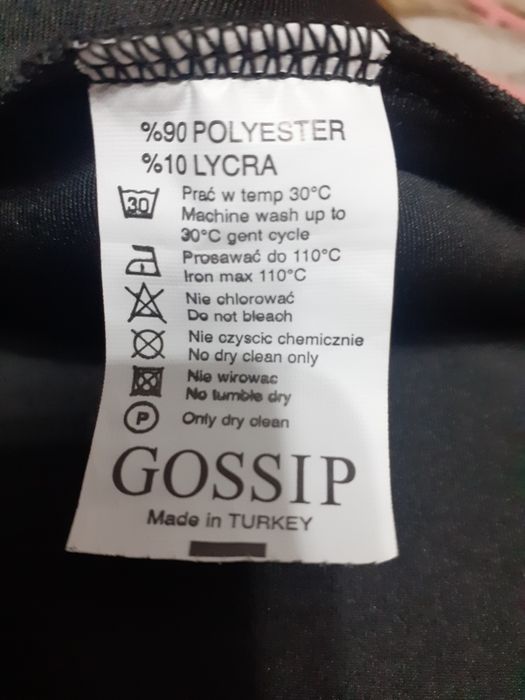 %90 POLYESTER
%10 LYCRA
30
Prać w temp 30°C
Machine wash up to
30°C gent cycle
Prosawać do 110°C
Iron max 110°C
Nie chlorować
Do not bleach
Nie czyscic chemicznie
No dry clean only
Nie wirowac
No tumble dry
P
Only dry clean
GOSSIP
Made in TURKEY